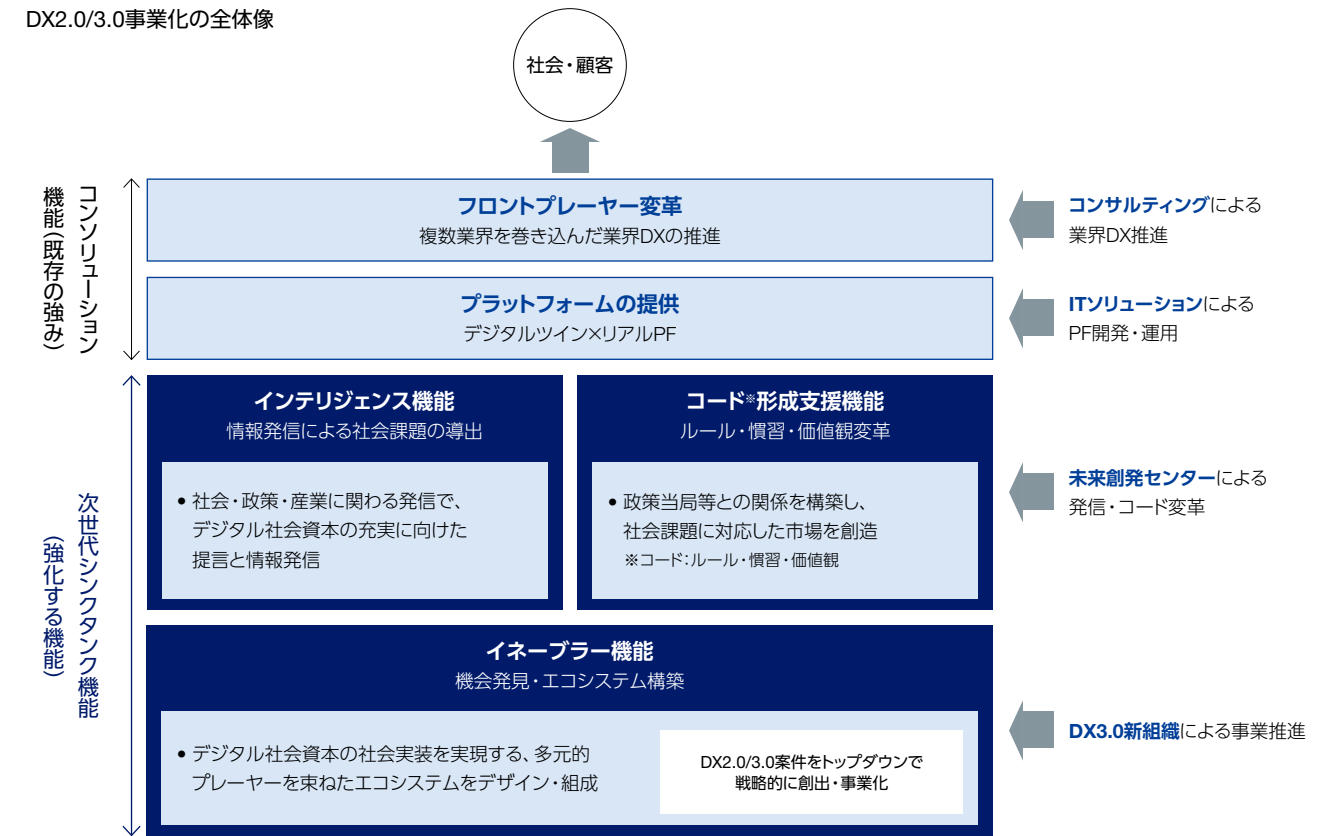 DX2.0/3.0事業化の全体像
社会・顧客
コンソリューション
機能(既存の強み)
フロントプレーヤー変革
複数業界を巻き込んだ業界DXの推進
コンサルティングによる
業界DX推進
プラットフォームの提供
デジタルツイン×リアルPF
ITソリューションによる
PF開発・運用
次世代シンクタンク機能
(強化する機能)
インテリジェンス機能
情報発信による社会課題の導出
• 社会・政策・産業に関わる発信で、
デジタル社会資本の充実に向けた
提言と情報発信
コード※形成支援機能
ルール・慣習・価値観変革
• 政策当局等との関係を構築し、
社会課題に対応した市場を創造
※コード:ルール・慣習・価値観
未来創発センターによる
発信・コード変革
イネーブラー機能
機会発見・エコシステム構築
• デジタル社会資本の社会実装を実現する、多元的
プレーヤーを束ねたエコシステムをデザイン・組成
DX2.0/3.0案件をトップダウンで
戦略的に創出・事業化
DX3.0新組織による事業推進